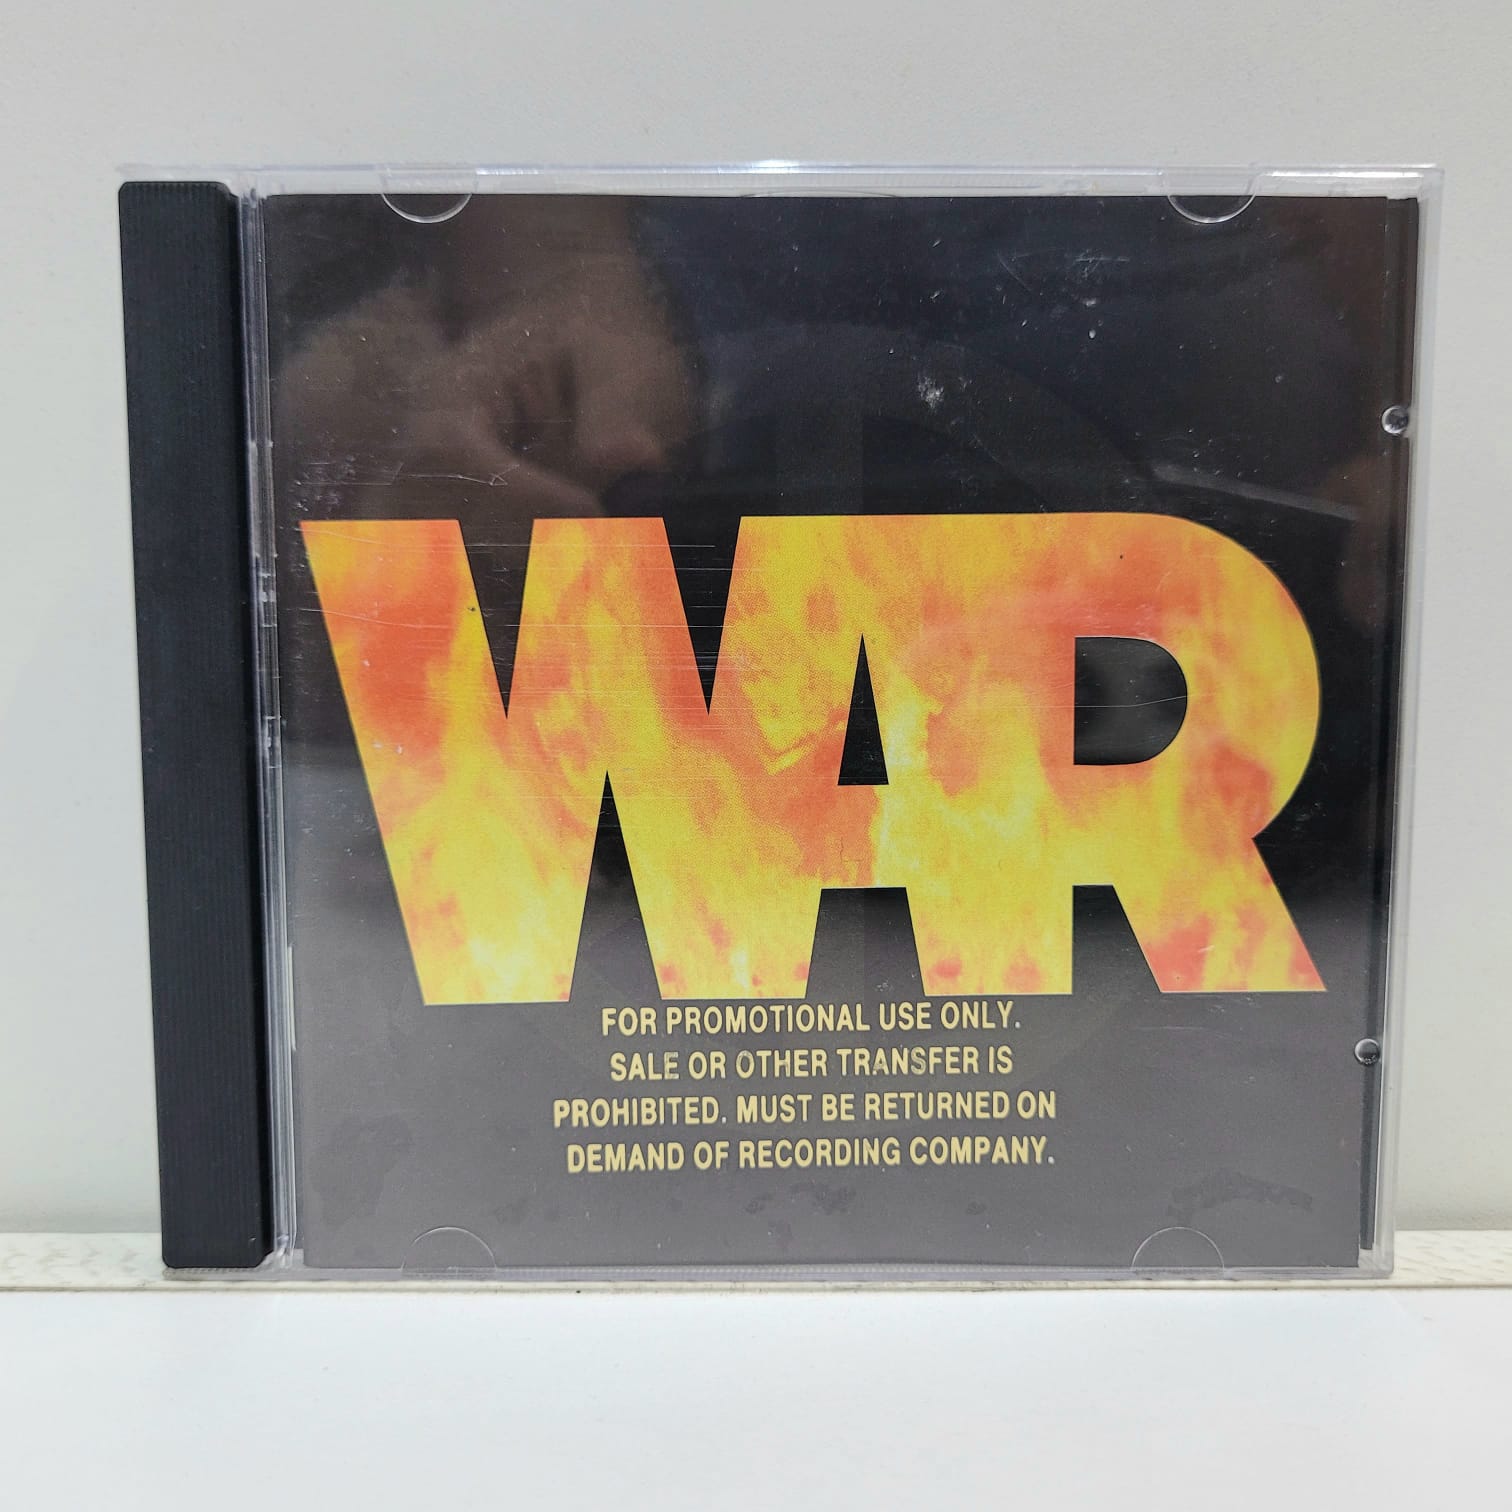 WAR
FOR PROMOTIONAL USE ONLY.
SALE OR OTHER TRANSFER IS
PROHIBITED. MUST BE RETURNED ON
DEMAND OF RECORDING COMPANY.